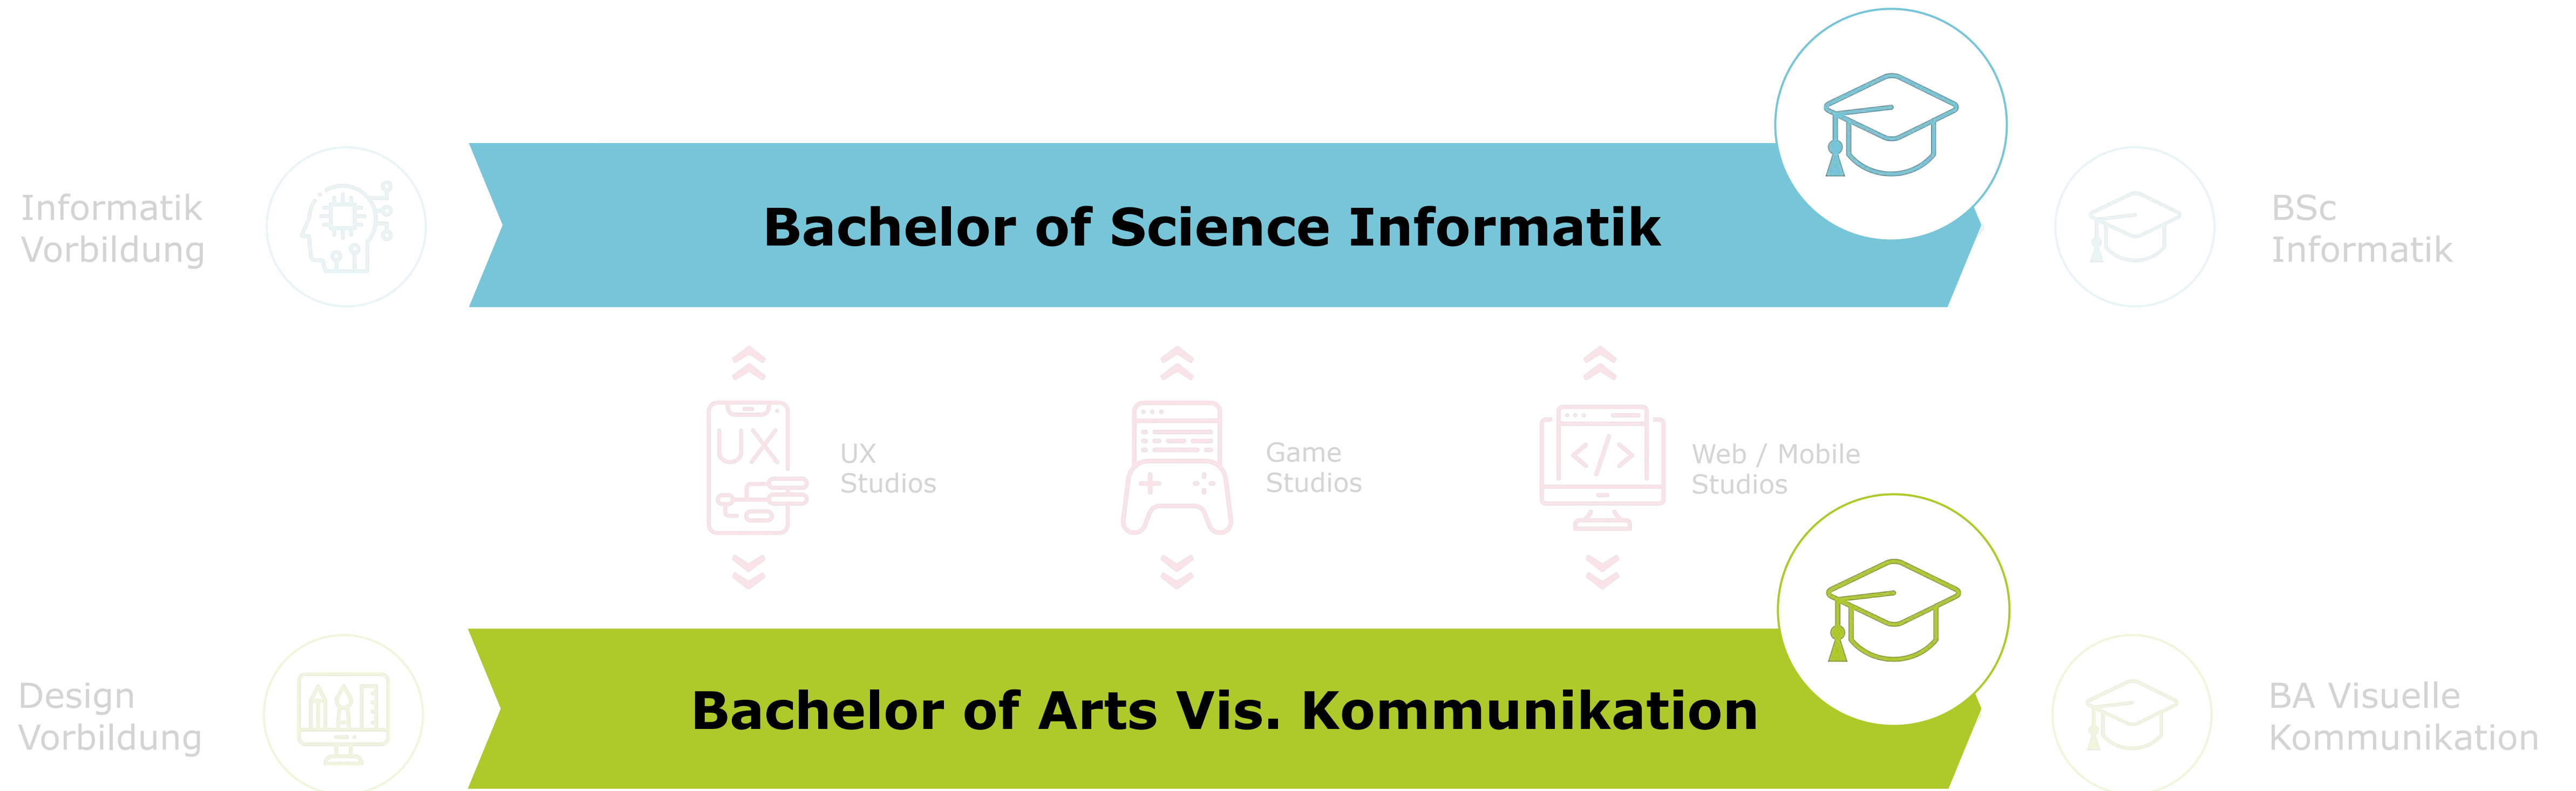 Informatik
Vorbildung
Bachelor of Science Informatik
BSc
Informatik
UX
UX
Studios
Game
Studios
</>
Web / Mobile
Studios
Design
Vorbildung
Bachelor of Arts Vis. Kommunikation
BA Visuelle
Kommunikation